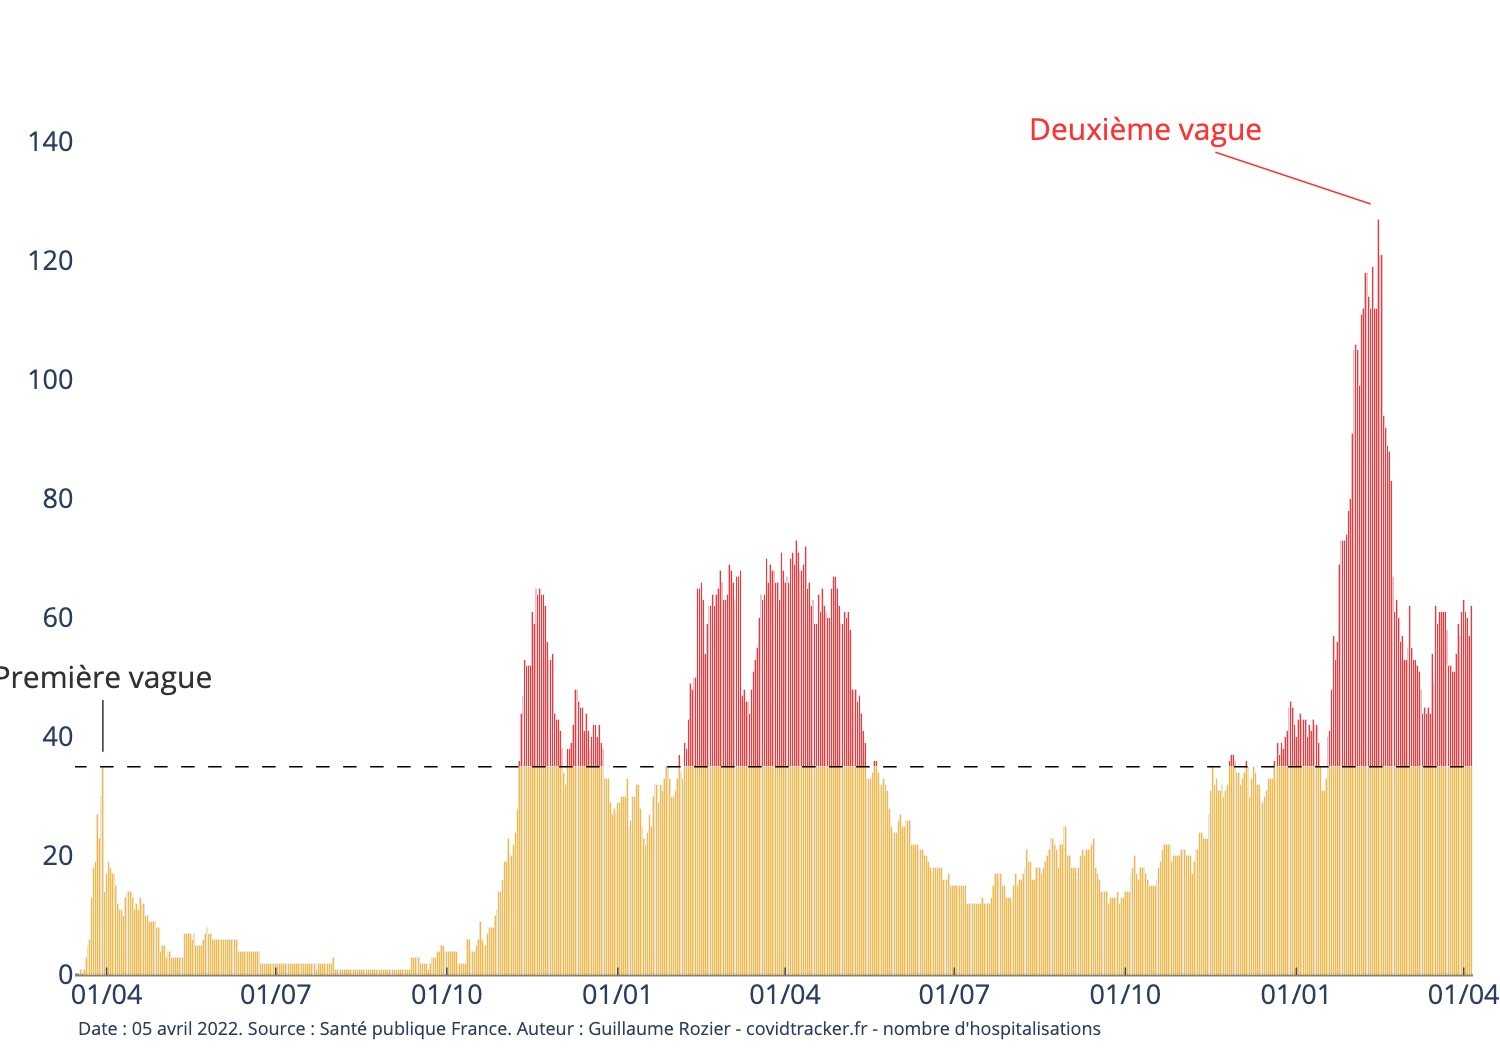 Deuxième vague
140
120
100
80
60
Première vague
40
20
0
01/04 01/07 01/10 01/01 01/04 01/07 01/10 01/01 01/04
Date : 05 avril 2022. Source : Santé publique France. Auteur : Guillaume Rozier - covidtracker.fr - nombre d'hospitalisations